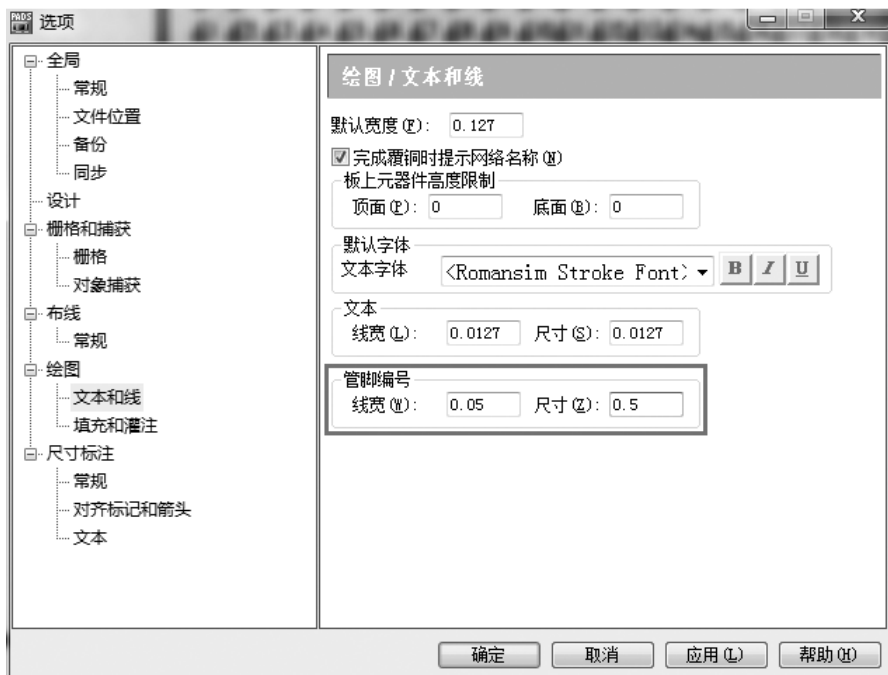 PADS 选项
全局
常规
文件位置
备份
同步
设计
栅格和捕获
栅格
对象捕获
布线
常规
绘图
文本和线
填充和灌注
尺寸标注
常规
对齐标记和箭头
文本
绘图 / 文本和线
默认宽度(F): 0.127
完成覆铜时提示网络名称(N)
板上元器件高度限制
顶面(P): 0 底面(B): 0
默认字体
文本字体 <Romansim Stroke Font> B I U
文本
线宽(L): 0.0127 尺寸(S): 0.0127
管脚编号
线宽(W): 0.05 尺寸(Z): 0.5
确定 取消 应用(L) 帮助(H)